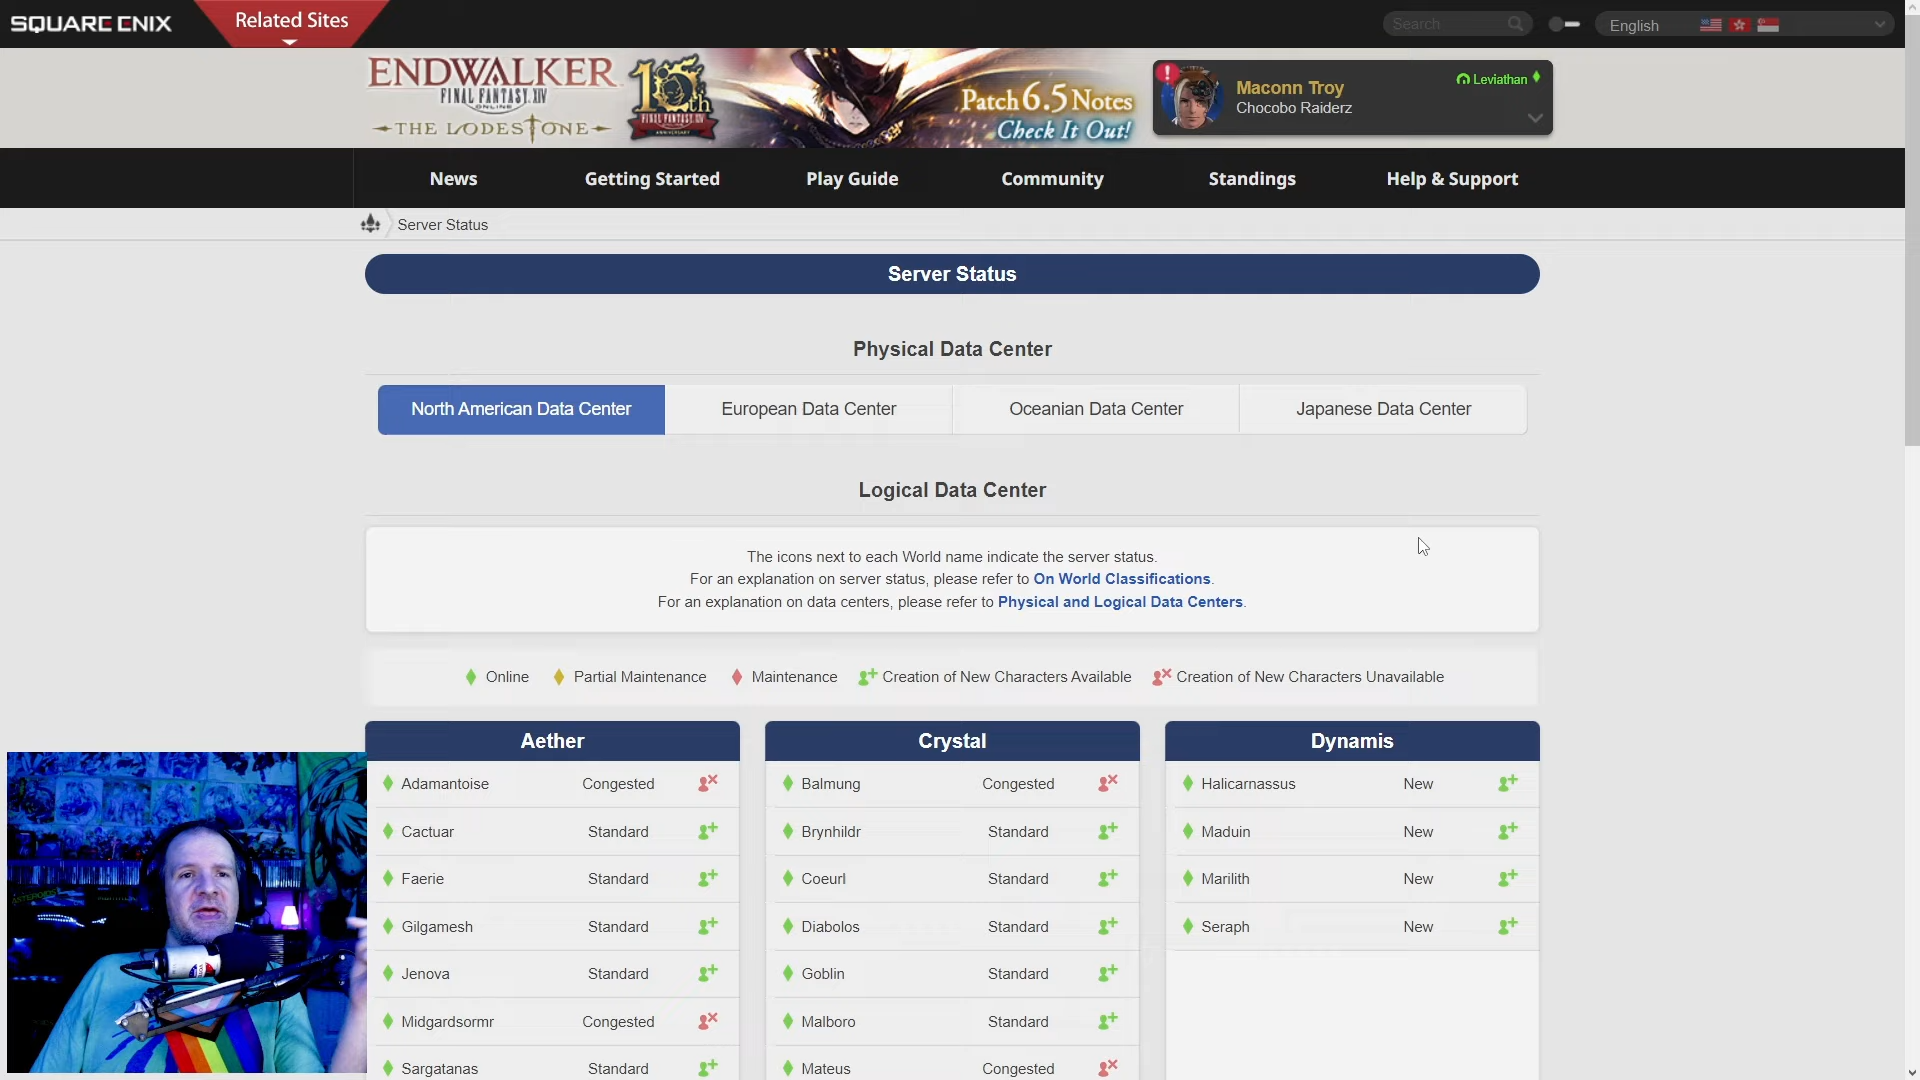 SQUARE ENIX
Related Sites
Search
English
ENDWALKER
FINAL FANTASY XIV
ONLINE
THE LODESTONE
10th
FINAL FANTASY XIV
ANNIVERSARY
Patch 6.5 Notes
Check It Out!
Maconn Troy
Chocobo Raiderz
Leviathan
News
Getting Started
Play Guide
Community
Standings
Help & Support
Server Status
Server Status
Physical Data Center
North American Data Center
European Data Center
Oceanian Data Center
Japanese Data Center
Logical Data Center
The icons next to each World name indicate the server status.
For an explanation on server status, please refer to On World Classifications.
For an explanation on data centers, please refer to Physical and Logical Data Centers.
Online
Partial Maintenance
Maintenance
Creation of New Characters Available
Creation of New Characters Unavailable
Aether
Adamantoise Congested
Cactuar Standard
Faerie Standard
Gilgamesh Standard
Jenova Standard
Midgardsormr Congested
Sargatanas Standard
Crystal
Balmung Congested
Brynhildr Standard
Coeurl Standard
Diabolos Standard
Goblin Standard
Malboro Standard
Mateus Congested
Dynamis
Halicarnassus New
Maduin New
Marilith New
Seraph New